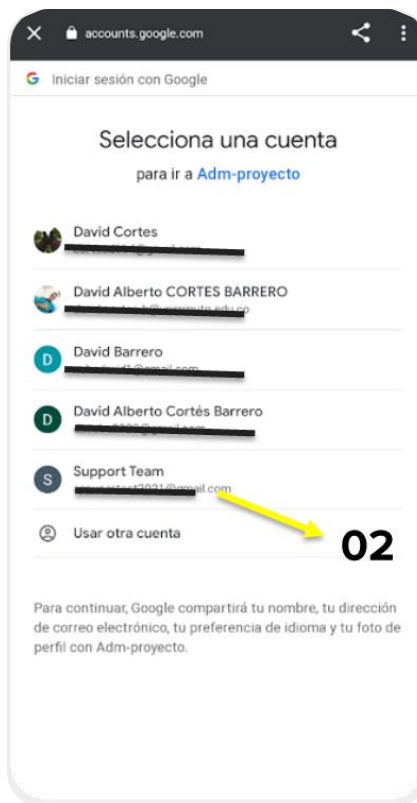 accounts.google.com
Iniciar sesión con Google
Selecciona una cuenta
para ir a Adm-proyecto
David Cortes
David Alberto CORTES BARRERO
David Barrero
D
David Alberto Cortés Barrero
D
Support Team
S
Usar otra cuenta
02
Para continuar, Google compartirá tu nombre, tu dirección
de correo electrónico, tu preferencia de idioma y tu foto de
perfil con Adm-proyecto.